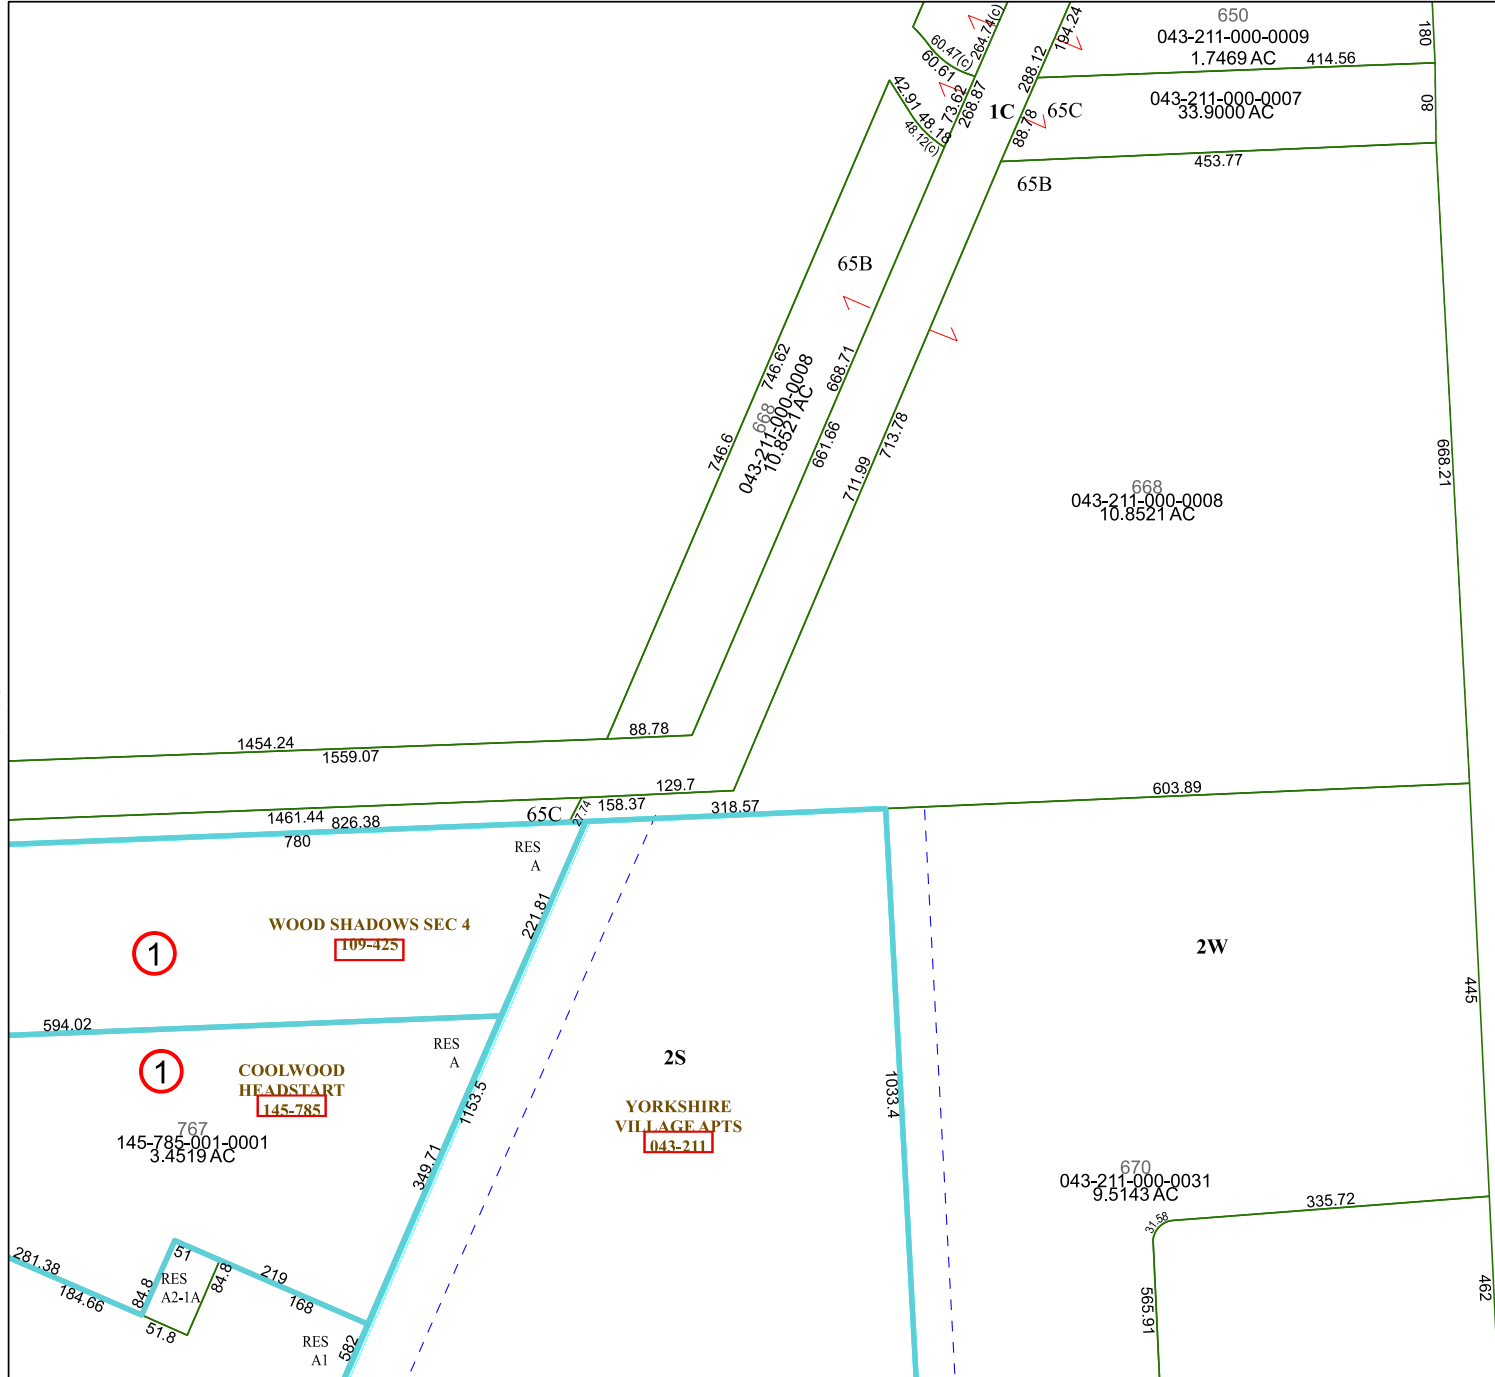 650
043-211-000-0009
1.7469 AC
180
414.56
194.24
264.74(c)
60.47(c)
60.61
288.12
42.91
48.18
48.12(c)
73.62
268.87
1C
65C
88.78
043-211-000-0007
33.9000 AC
80
453.77
65B
65B
746.62
668
043-211-000-0008
10.8521 AC
746.6
668.71
661.66
713.78
711.99
668.21
668
043-211-000-0008
10.8521 AC
88.78
1454.24
1559.07
129.7
603.89
65C
27.74
158.37
318.57
1461.44
826.38
780
RES
A
221.81
WOOD SHADOWS SEC 4
109-425
1
2W
594.02
445
RES
A
1
COOLWOOD
HEADSTART
145-785
2S
1153.5
1033.4
YORKSHIRE
VILLAGE APTS
043-211
767
145-785-001-0001
3.4519 AC
349.71
670
043-211-000-0031
9.5143 AC
335.72
31.58
281.38
184.66
84.8
51
RES
A2-1A
84.8
219
168
51.8
RES
A1
582
565.91
462